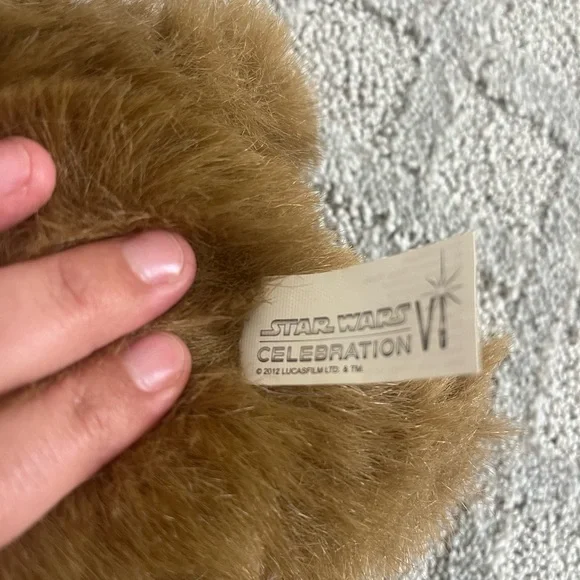 STAR WARS
CELEBRATION VI
© 2012 LUCASFILM LTD. & TM.